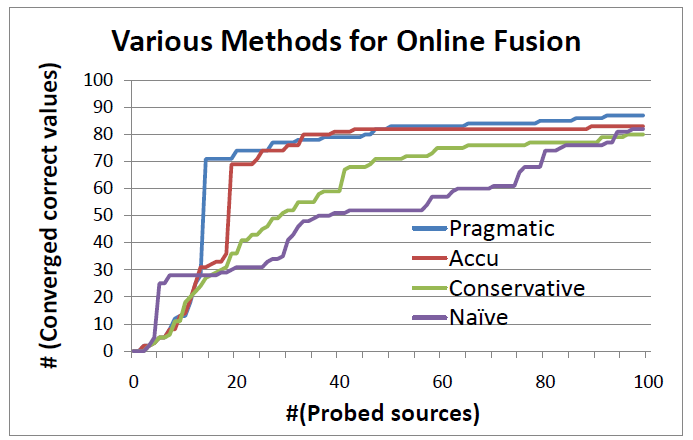 Various Methods for Online Fusion
# (Converged correct values)
100
90
80
70
60
50
40
30
20
10
0
Pragmatic
Accu
Conservative
Naïve
0 20 40 60 80 100
#(Probed sources)